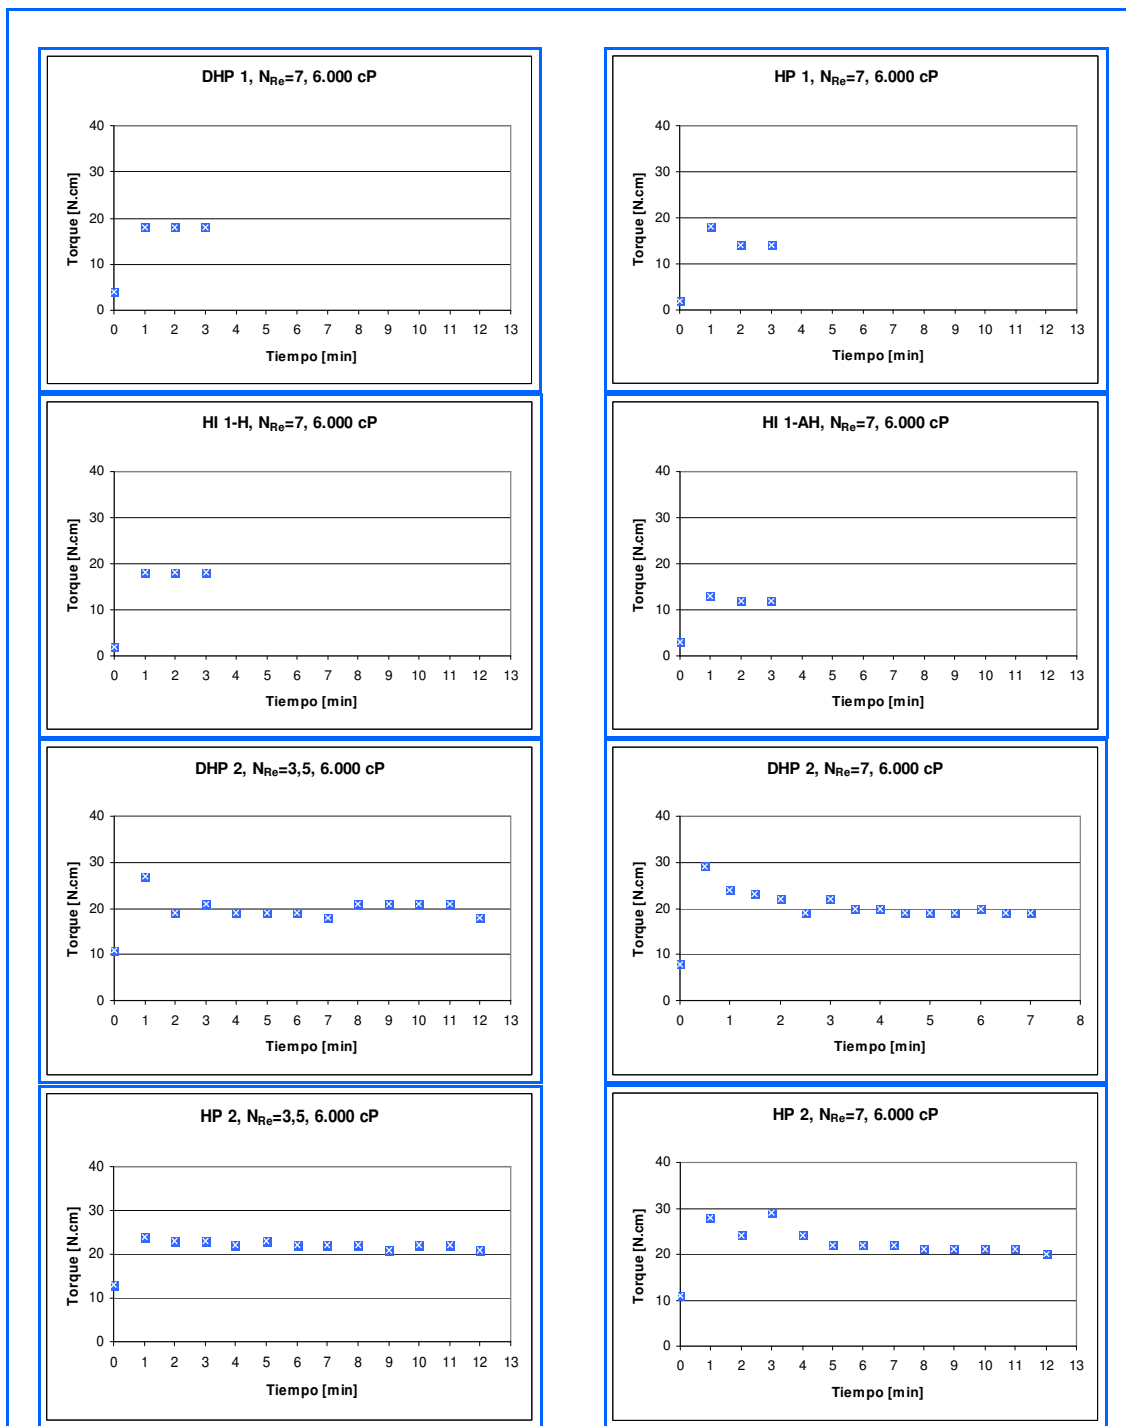 DHP 1, NRe=7, 6.000 cP
Torque [N.cm]
40
30
20
10
0
0 1 2 3 4 5 6 7 8 9 10 11 12 13
Tiempo [min]
HP 1, NRe=7, 6.000 cP
Torque [N.cm]
40
30
20
10
0
0 1 2 3 4 5 6 7 8 9 10 11 12 13
Tiempo [min]
HI 1-H, NRe=7, 6.000 cP
Torque [N.cm]
40
30
20
10
0
0 1 2 3 4 5 6 7 8 9 10 11 12 13
Tiempo [min]
HI 1-AH, NRe=7, 6.000 cP
Torque [N.cm]
40
30
20
10
0
0 1 2 3 4 5 6 7 8 9 10 11 12 13
Tiempo [min]
DHP 2, NRe=3,5, 6.000 cP
Torque [N.cm]
40
30
20
10
0
0 1 2 3 4 5 6 7 8 9 10 11 12 13
Tiempo [min]
DHP 2, NRe=7, 6.000 cP
Torque [N.cm]
40
30
20
10
0
0 1 2 3 4 5 6 7 8
Tiempo [min]
HP 2, NRe=3,5, 6.000 cP
Torque [N.cm]
40
30
20
10
0
0 1 2 3 4 5 6 7 8 9 10 11 12 13
Tiempo [min]
HP 2, NRe=7, 6.000 cP
Torque [N.cm]
40
30
20
10
0
0 1 2 3 4 5 6 7 8 9 10 11 12 13
Tiempo [min]